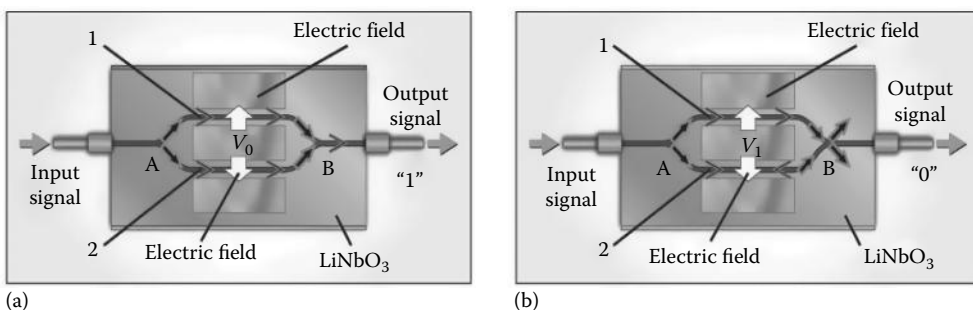 1
Electric field
Output
signal
V0
A
B
Input
signal
"1"
2
Electric field
LiNbO3
(a)
1
Electric field
Output
signal
V1
A
B
Input
signal
"0"
2
Electric field
LiNbO3
(b)